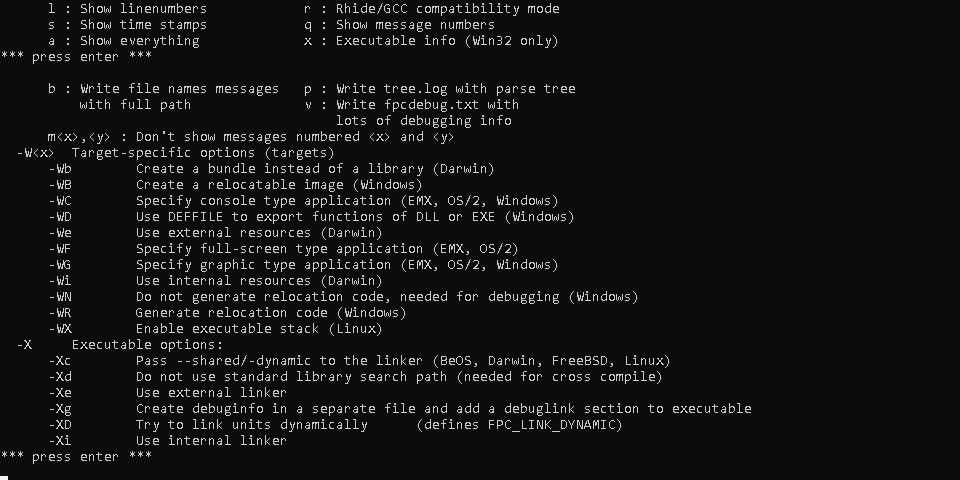 l : Show linenumbers            r : Rhide/GCC compatibility mode
s : Show time stamps            q : Show message numbers
a : Show everything             x : Executable info (Win32 only)
*** press enter ***
b : Write file names messages   p : Write tree.log with parse tree
    with full path              v : Write fpcdebug.txt with
                                    lots of debugging info
m<x>,<y> : Don't show messages numbered <x> and <y>
-W<x>  Target-specific options (targets)
-Wb        Create a bundle instead of a library (Darwin)
-WB        Create a relocatable image (Windows)
-WC        Specify console type application (EMX, OS/2, Windows)
-WD        Use DEFFILE to export functions of DLL or EXE (Windows)
-We        Use external resources (Darwin)
-WF        Specify full-screen type application (EMX, OS/2)
-WG        Specify graphic type application (EMX, OS/2, Windows)
-Wi        Use internal resources (Darwin)
-WN        Do not generate relocation code, needed for debugging (Windows)
-WR        Generate relocation code (Windows)
-WX        Enable executable stack (Linux)
-X     Executable options:
-Xc        Pass --shared/-dynamic to the linker (BeOS, Darwin, FreeBSD, Linux)
-Xd        Do not use standard library search path (needed for cross compile)
-Xe        Use external linker
-Xg        Create debuginfo in a separate file and add a debuglink section to executable
-XD        Try to link units dynamically      (defines FPC_LINK_DYNAMIC)
-Xi        Use internal linker
*** press enter ***